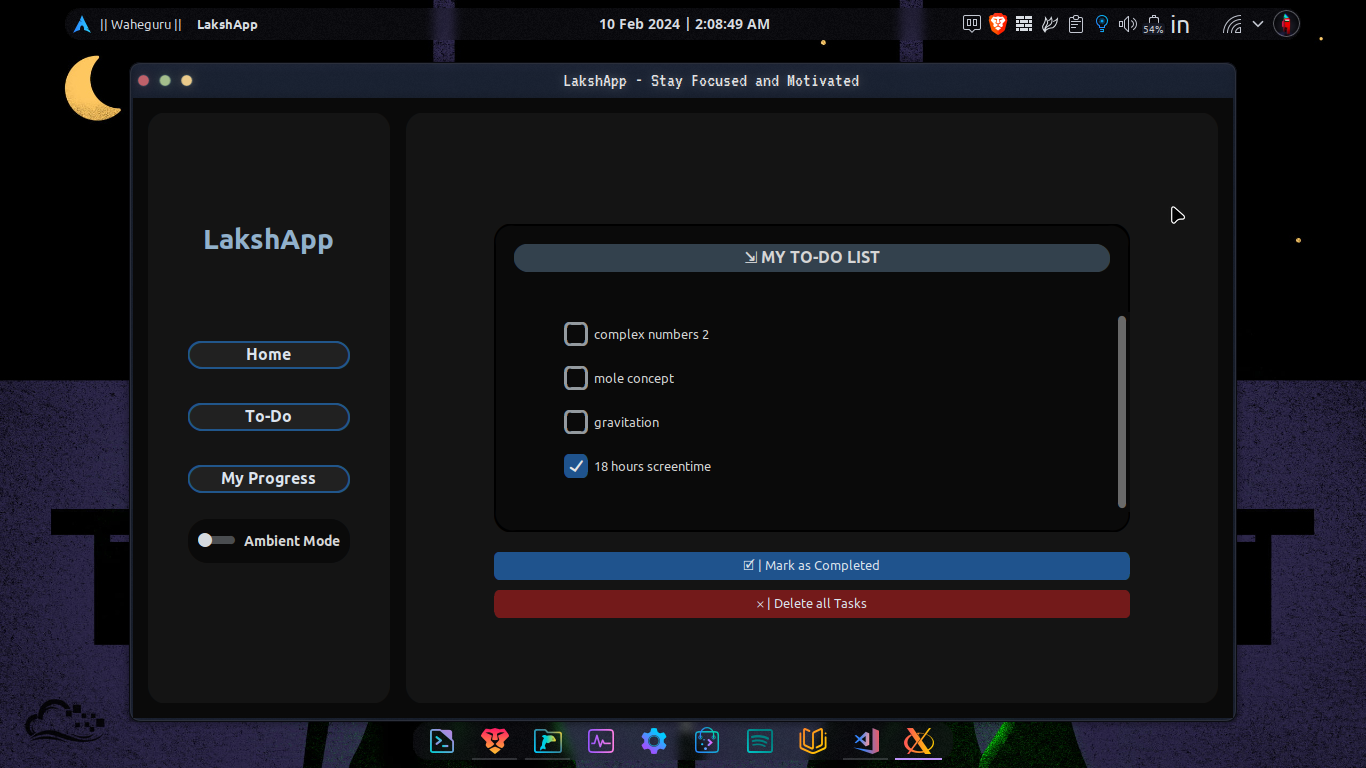 || Waheguru || LakshApp 10 Feb 2024 | 2:08:49 AM 54% in
LakshApp - Stay Focused and Motivated
LakshApp
Home
To-Do
My Progress
Ambient Mode
⇲ MY TO-DO LIST
complex numbers 2
mole concept
gravitation
18 hours screentime
🗹 | Mark as Completed
× | Delete all Tasks